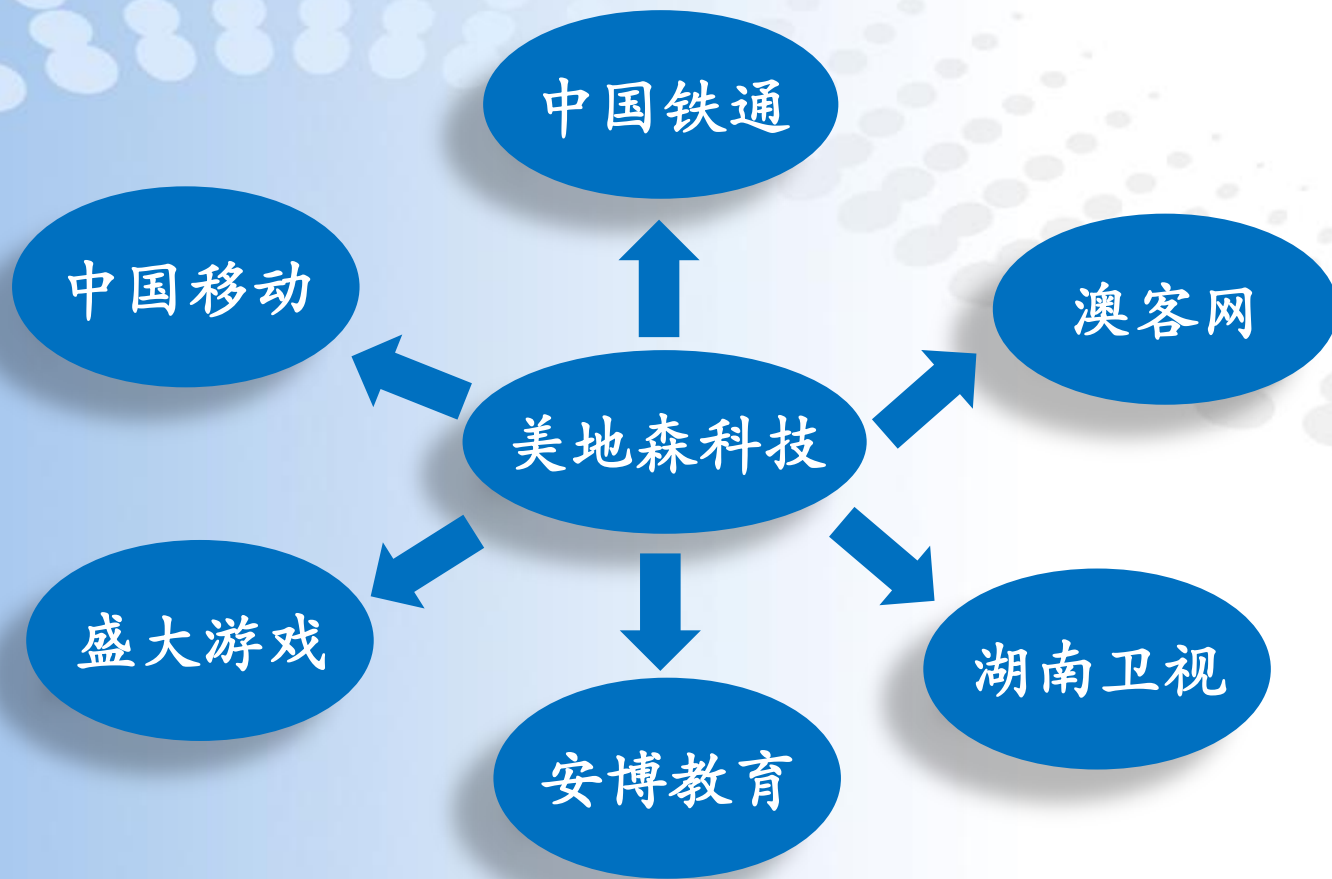 中国铁通
中国移动
澳客网
美地森科技
盛大游戏
湖南卫视
安博教育